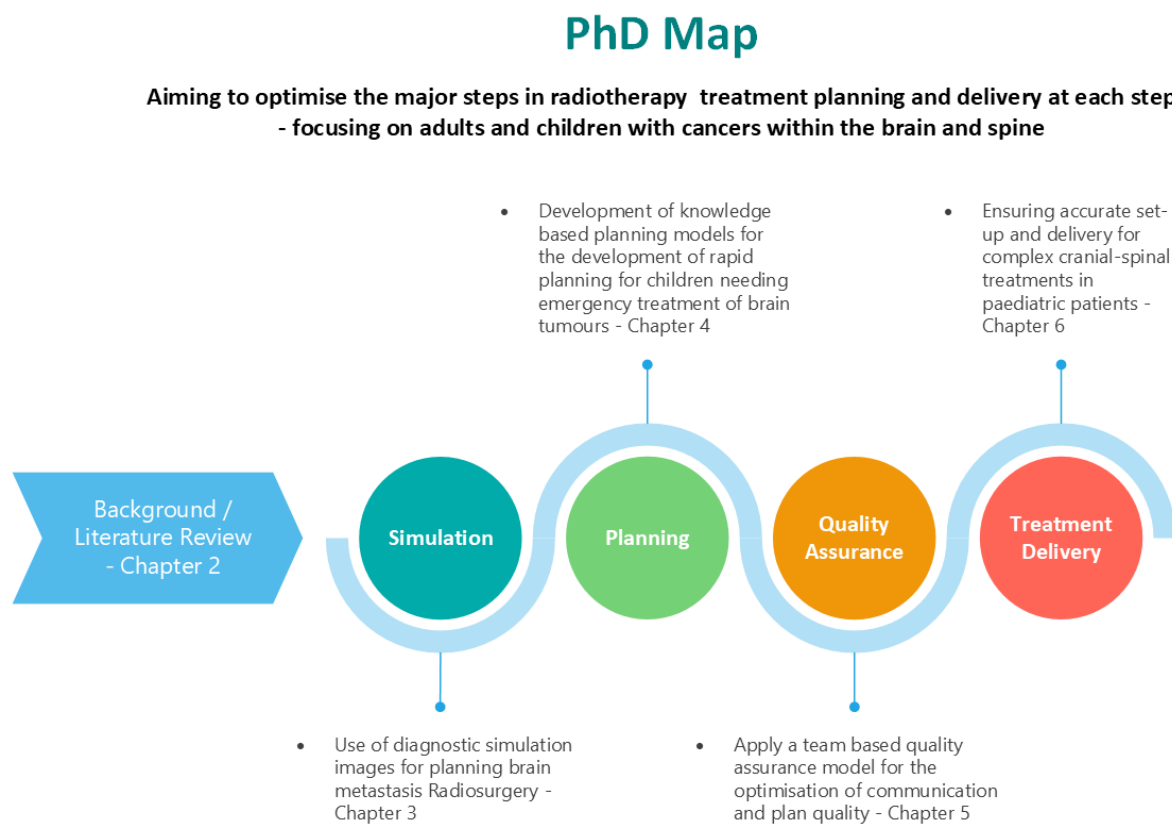 PhD Map
Aiming to optimise the major steps in radiotherapy treatment planning and delivery at each step
- focusing on adults and children with cancers within the brain and spine
• Development of knowledge
based planning models for
the development of rapid
planning for children needing
emergency treatment of brain
tumours - Chapter 4
• Ensuring accurate set-
up and delivery for
complex cranial-spinal
treatments in
paediatric patients -
Chapter 6
Background /
Literature Review
- Chapter 2
Simulation
Planning
Quality
Assurance
Treatment
Delivery
• Use of diagnostic simulation
images for planning brain
metastasis Radiosurgery -
Chapter 3
• Apply a team based quality
assurance model for the
optimisation of communication
and plan quality - Chapter 5